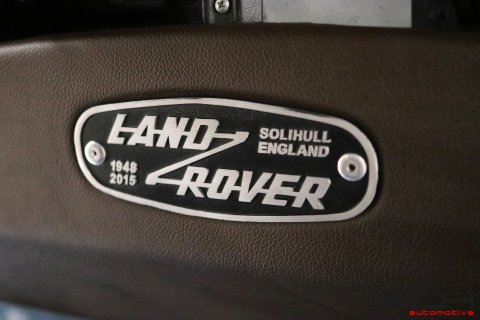 LAND
SOLIHULL
ENGLAND
1948
2015
ROVER
automotive